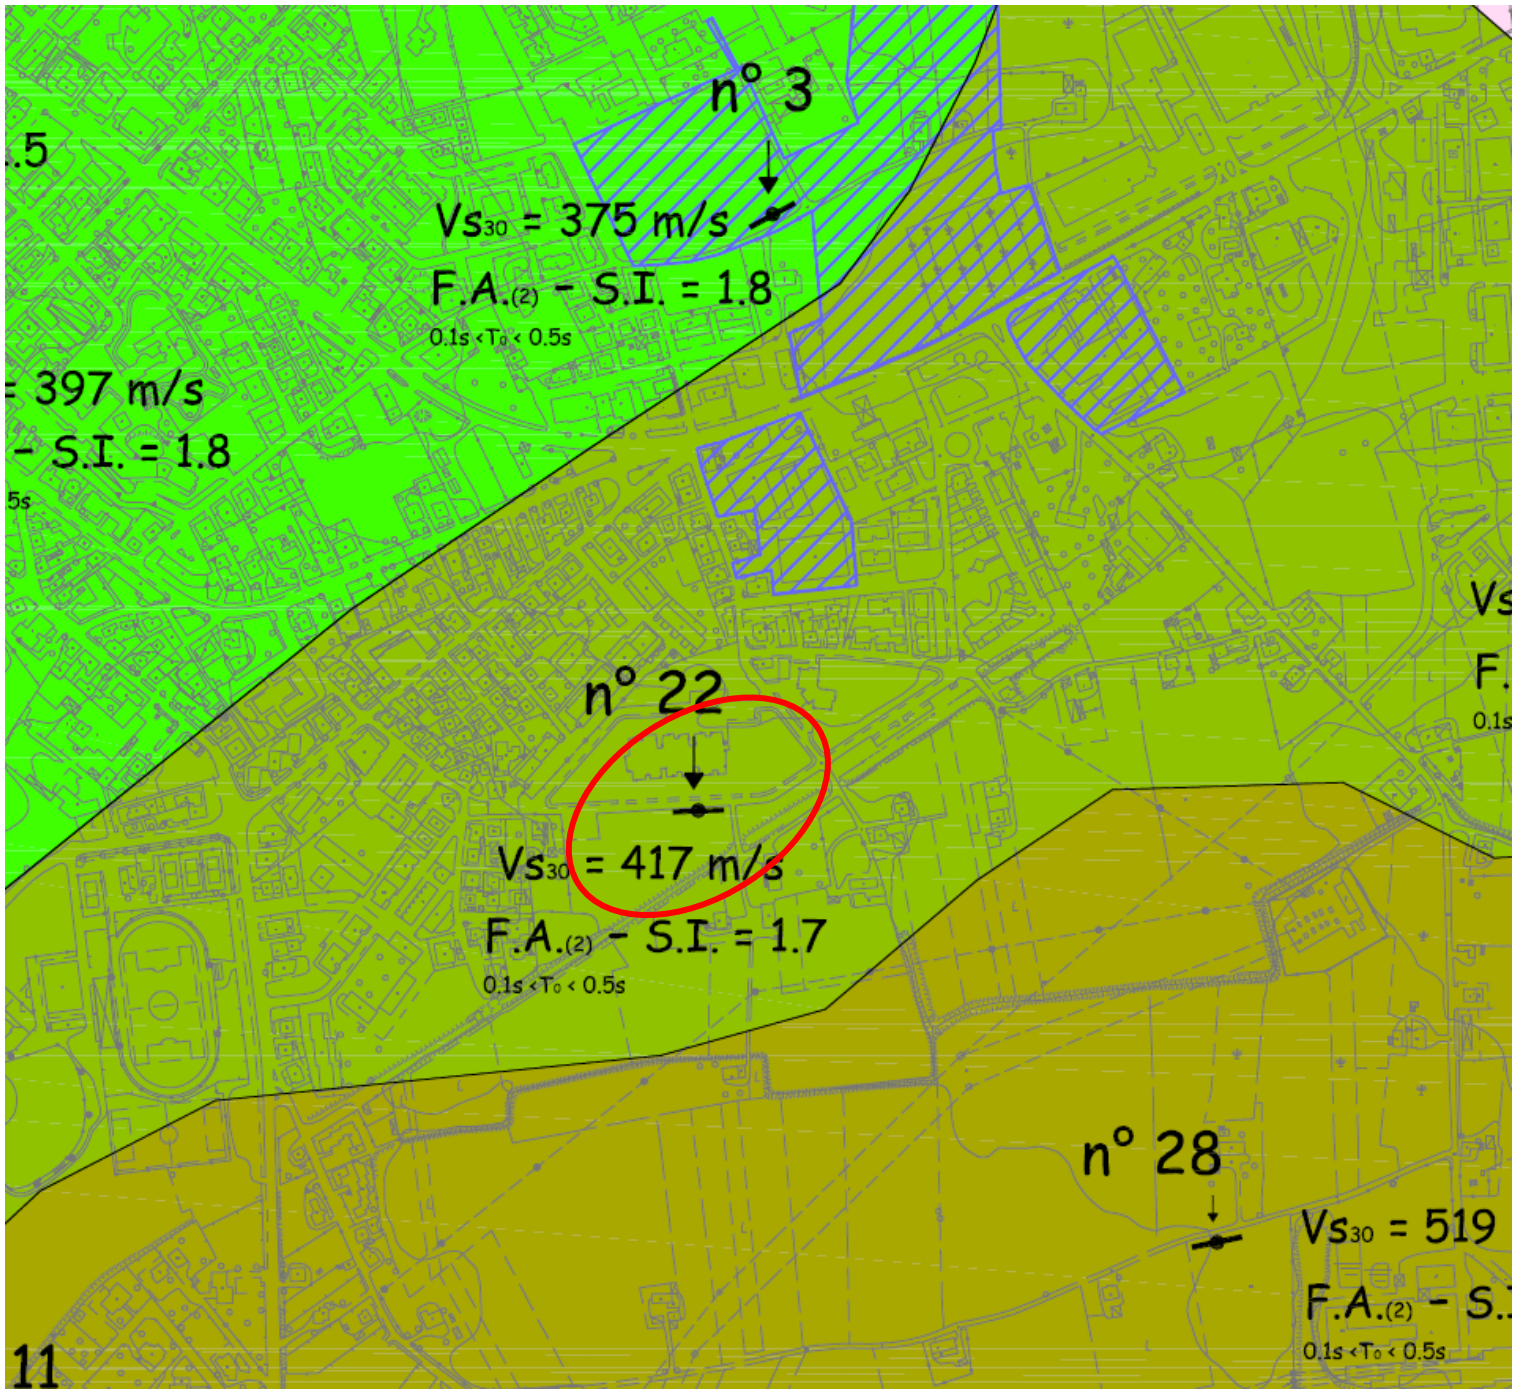 n° 3
.5
Vs30 = 375 m/s
F.A.(2) - S.I. = 1.8
0.1s <T0 < 0.5s
= 397 m/s
- S.I. = 1.8
5s
Vs
F.
0.1s
n° 22
Vs30 = 417 m/s
F.A.(2) - S.I. = 1.7
0.1s <T0 < 0.5s
n° 28
Vs30 = 519
F.A.(2) - S.
0.1s <T0 < 0.5s
11